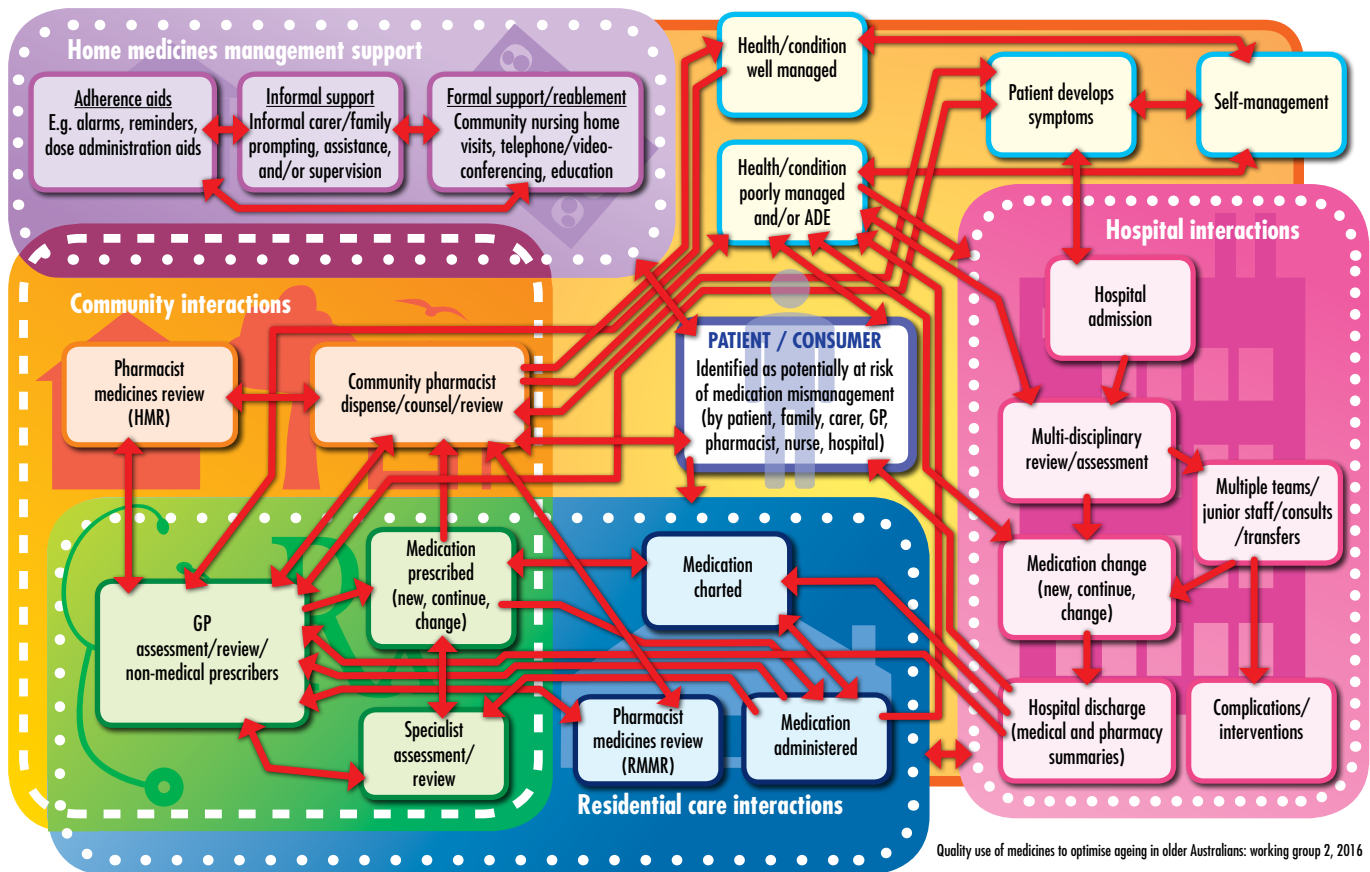 Home medicines management support
Adherence aids
E.g. alarms, reminders,
dose administration aids
Informal support
Informal carer/family
prompting, assistance,
and/or supervision
Formal support/reablement
Community nursing home
visits, telephone/video-
conferencing, education
Health/condition
well managed
Patient develops
symptoms
Self-management
Health/condition
poorly managed
and/or ADE
Hospital interactions
Hospital
admission
Community interactions
Pharmacist
medicines review
(HMR)
Community pharmacist
dispense/counsel/review
PATIENT / CONSUMER
Identified as potentially at risk
of medication mismanagement
(by patient, family, carer, GP,
pharmacist, nurse, hospital)
Multi-disciplinary
review/assessment
Multiple teams/
junior staff/consults
/transfers
Medication change
(new, continue,
change)
Hospital discharge
(medical and pharmacy
summaries)
Complications/
interventions
GP
assessment/review/
non-medical prescribers
Medication
prescribed
(new, continue,
change)
Specialist
assessment/
review
Medication
charted
Pharmacist
medicines review
(RMMR)
Medication
administered
Residential care interactions
Quality use of medicines to optimise ageing in older Australians: working group 2, 2016